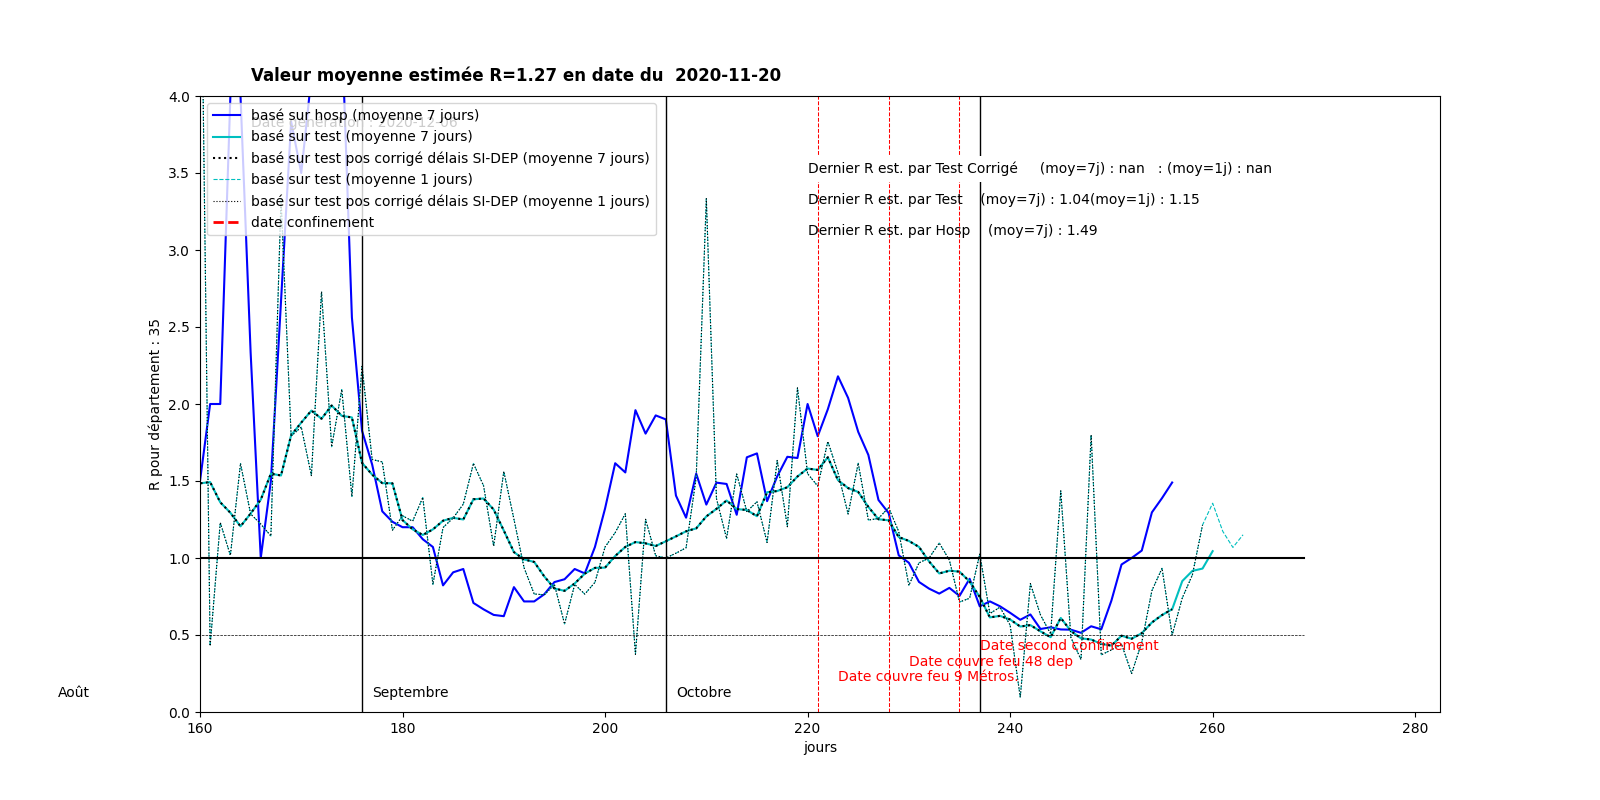 Valeur moyenne estimée R=1.27 en date du  2020-11-20
Date génération : 2020-12-06
basé sur hosp (moyenne 7 jours)
basé sur test (moyenne 7 jours)
basé sur test pos corrigé délais SI-DEP (moyenne 7 jours)
basé sur test (moyenne 1 jours)
basé sur test pos corrigé délais SI-DEP (moyenne 1 jours)
date confinement
Dernier R est. par Test Corrigé     (moy=7j) : nan   : (moy=1j) : nan
Dernier R est. par Test    (moy=7j) : 1.04(moy=1j) : 1.15
Dernier R est. par Hosp    (moy=7j) : 1.49
R pour département : 35
4.0
3.5
3.0
2.5
2.0
1.5
1.0
0.5
0.0
Date second confinement
Date couvre feu 48 dep
Date couvre feu 9 Métros.
Août
Septembre
Octobre
160
180
200
220
240
260
280
jours